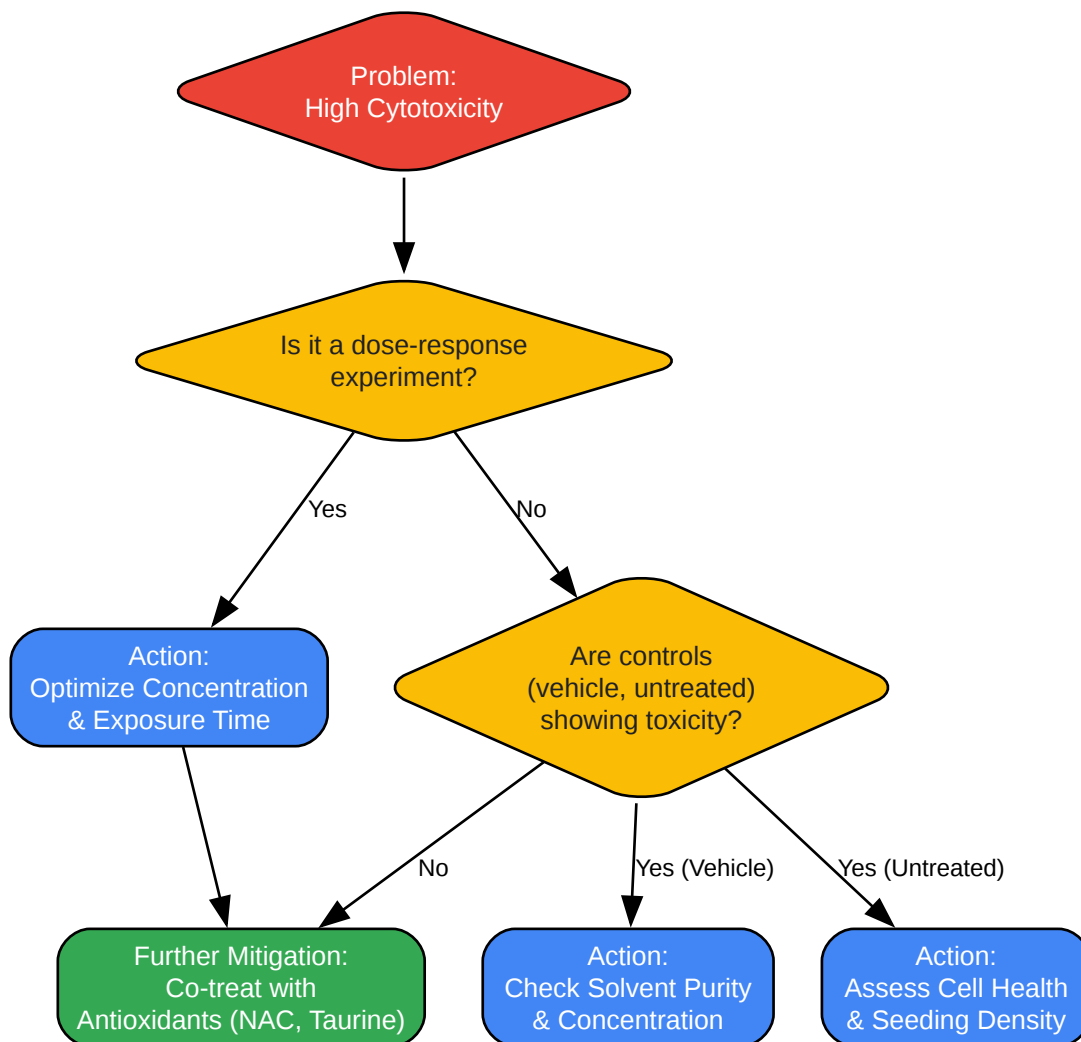 Problem:
High Cytotoxicity
Is it a dose-response
experiment?
Yes
No
Action:
Optimize Concentration
& Exposure Time
Are controls
(vehicle, untreated)
showing toxicity?
No
Yes (Vehicle)
Yes (Untreated)
Further Mitigation:
Co-treat with
Antioxidants (NAC, Taurine)
Action:
Check Solvent Purity
& Concentration
Action:
Assess Cell Health
& Seeding Density